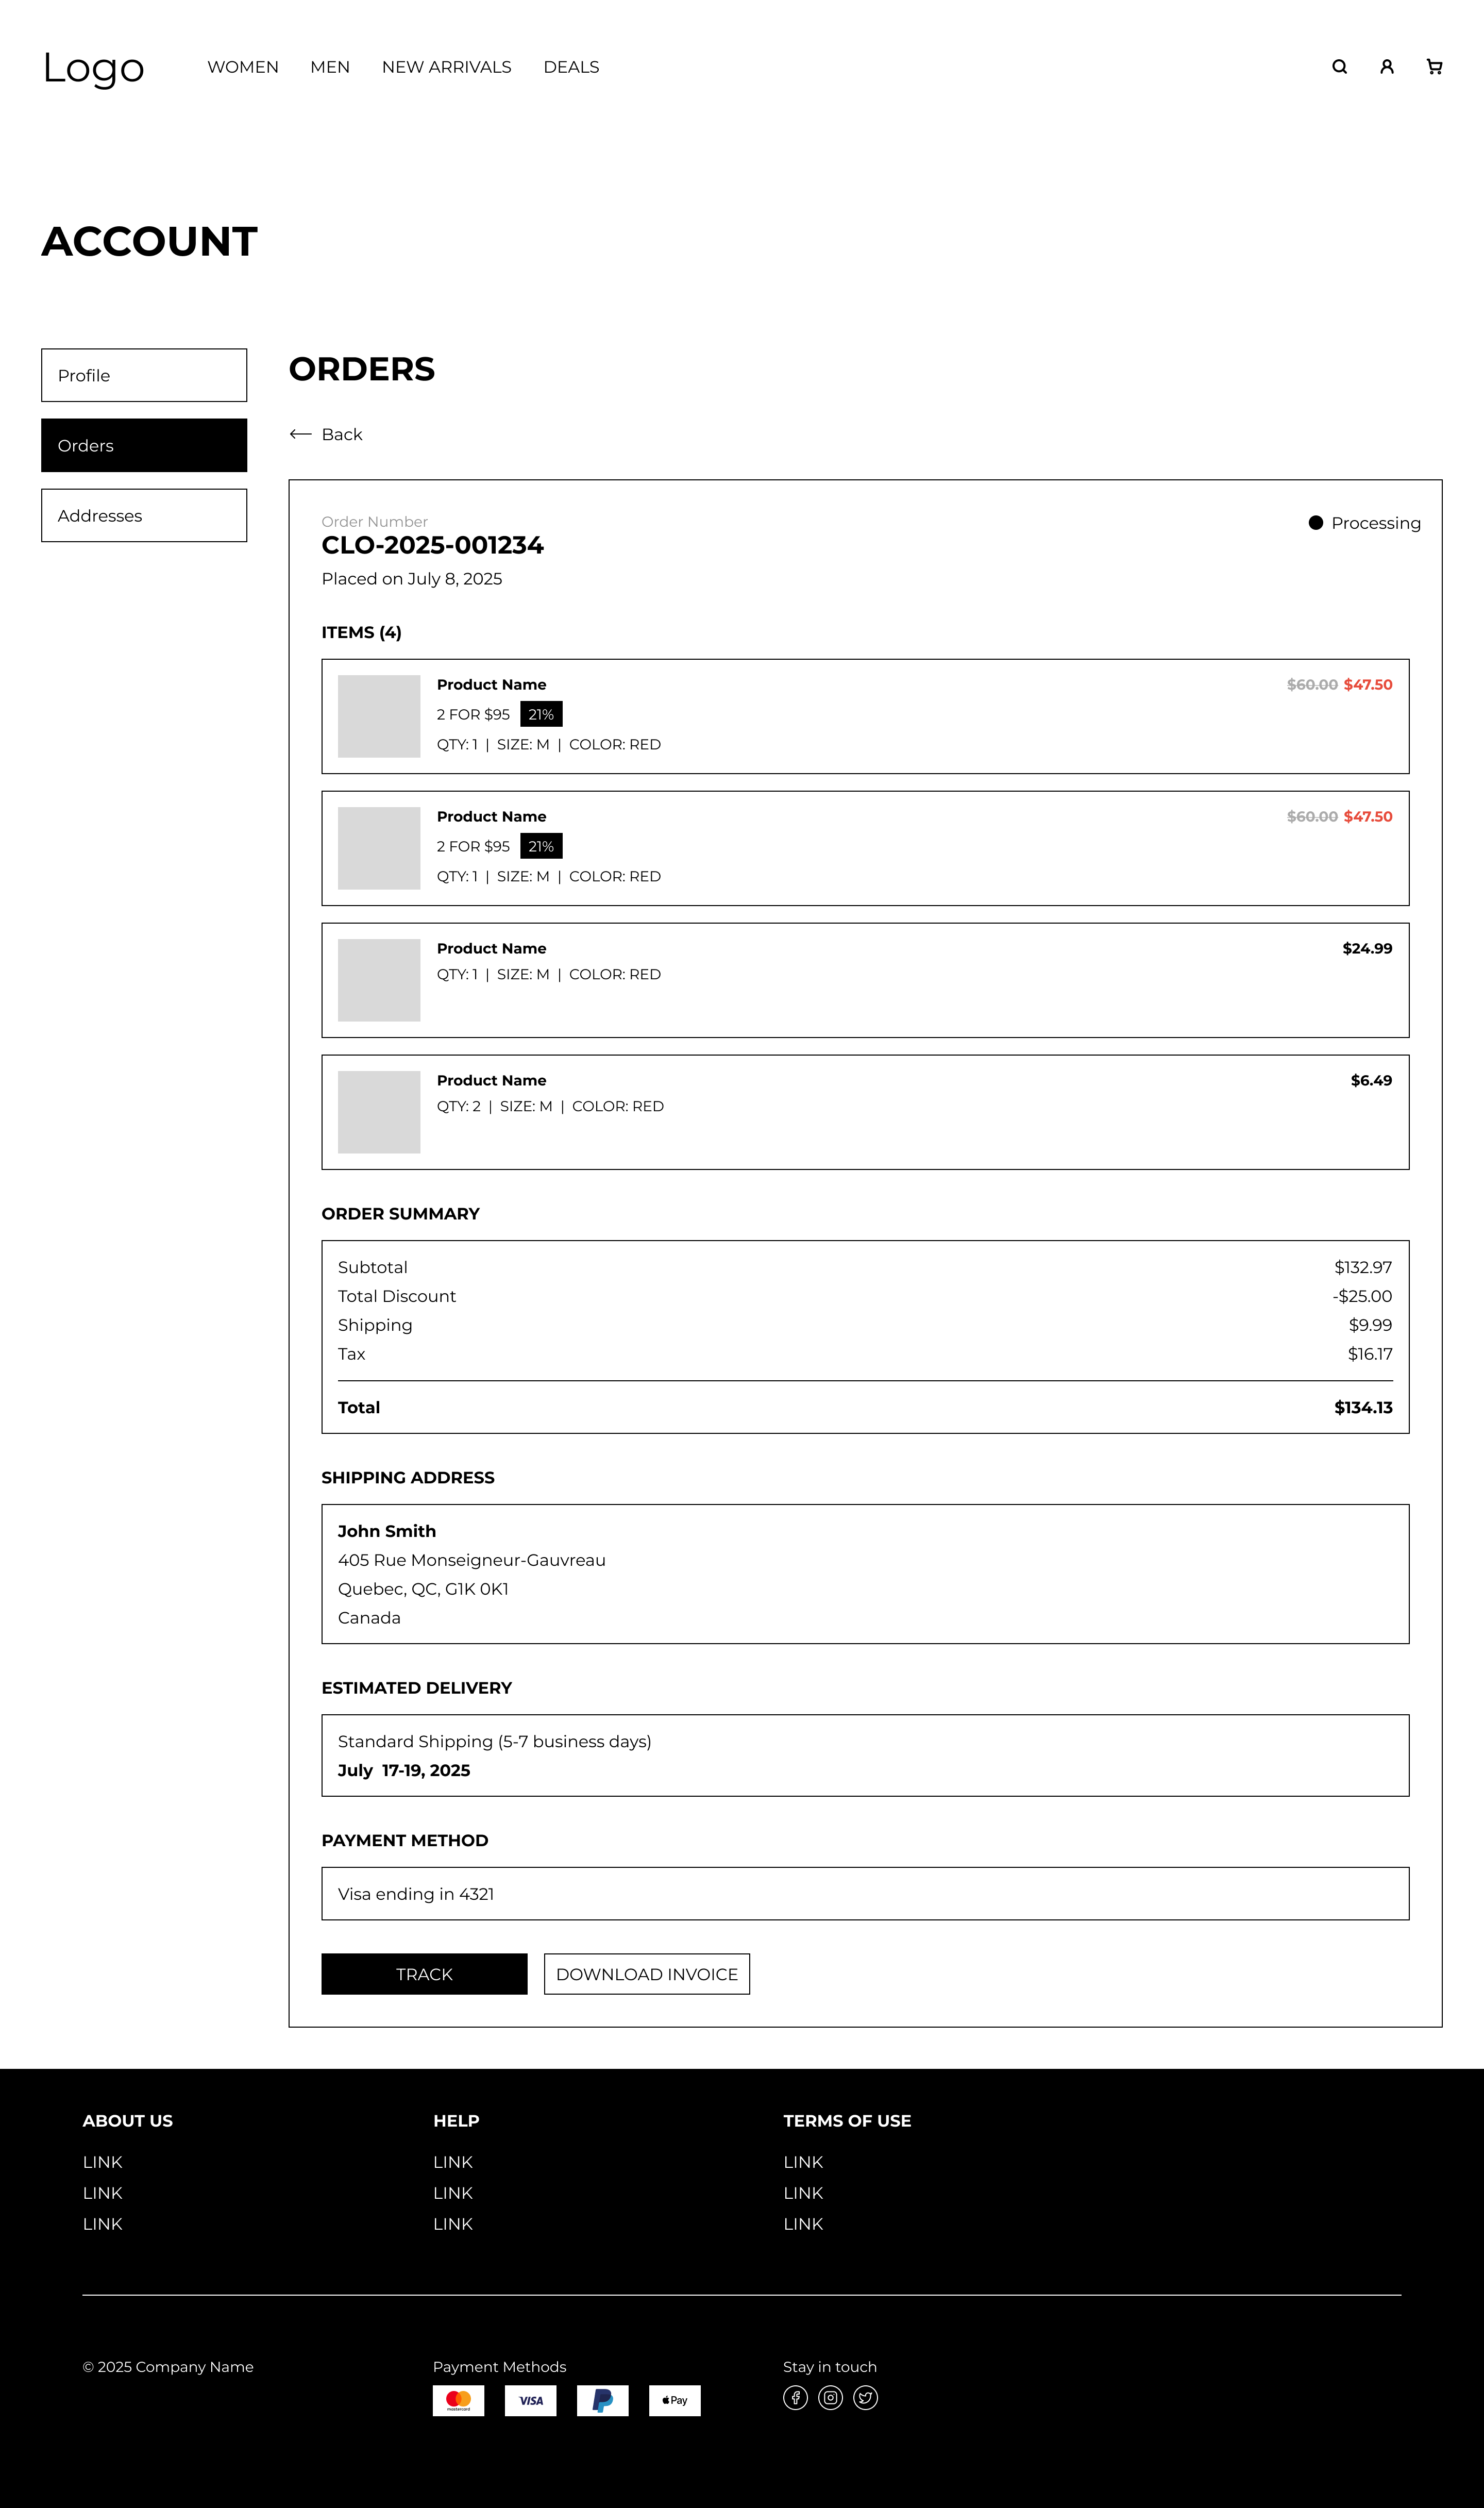 Logo
WOMEN MEN NEW ARRIVALS DEALS
ACCOUNT
Profile
Orders
Addresses
ORDERS
Back
Order Number
Processing
CLO-2025-001234
Placed on July 8, 2025
ITEMS (4)
Product Name $60.00 $47.50
2 FOR $95 21%
QTY: 1 | SIZE: M | COLOR: RED
Product Name $60.00 $47.50
2 FOR $95 21%
QTY: 1 | SIZE: M | COLOR: RED
Product Name $24.99
QTY: 1 | SIZE: M | COLOR: RED
Product Name $6.49
QTY: 2 | SIZE: M | COLOR: RED
ORDER SUMMARY
Subtotal $132.97
Total Discount -$25.00
Shipping $9.99
Tax $16.17
Total $134.13
SHIPPING ADDRESS
John Smith
405 Rue Monseigneur-Gauvreau
Quebec, QC, G1K 0K1
Canada
ESTIMATED DELIVERY
Standard Shipping (5-7 business days)
July 17-19, 2025
PAYMENT METHOD
Visa ending in 4321
TRACK DOWNLOAD INVOICE
ABOUT US HELP TERMS OF USE
LINK LINK LINK
LINK LINK LINK
LINK LINK LINK
© 2025 Company Name Payment Methods Stay in touch
mastercard VISA Pay